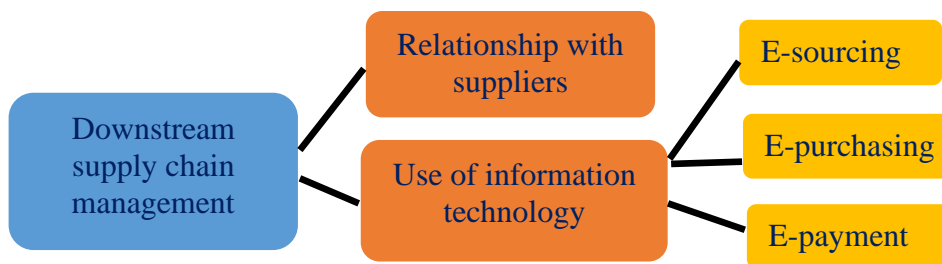 Downstream
supply chain
management
Relationship with
suppliers
Use of information
technology
E-sourcing
E-purchasing
E-payment